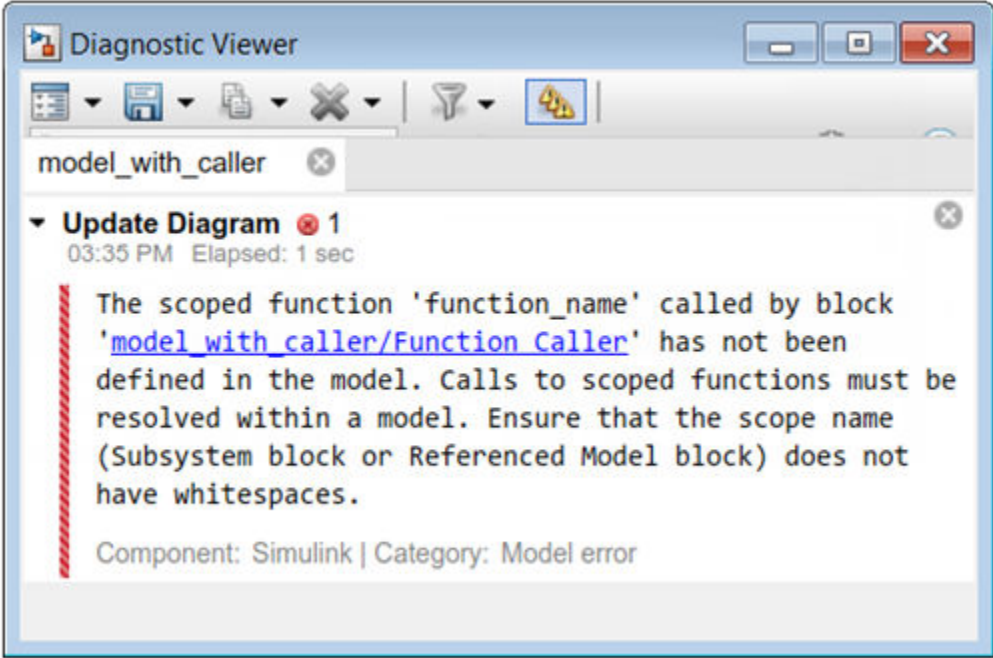 Diagnostic Viewer
model_with_caller
Update Diagram 1
03:35 PM Elapsed: 1 sec
The scoped function 'function_name' called by block
'model_with_caller/Function Caller' has not been
defined in the model. Calls to scoped functions must be
resolved within a model. Ensure that the scope name
(Subsystem block or Referenced Model block) does not
have whitespaces.
Component: Simulink | Category: Model error